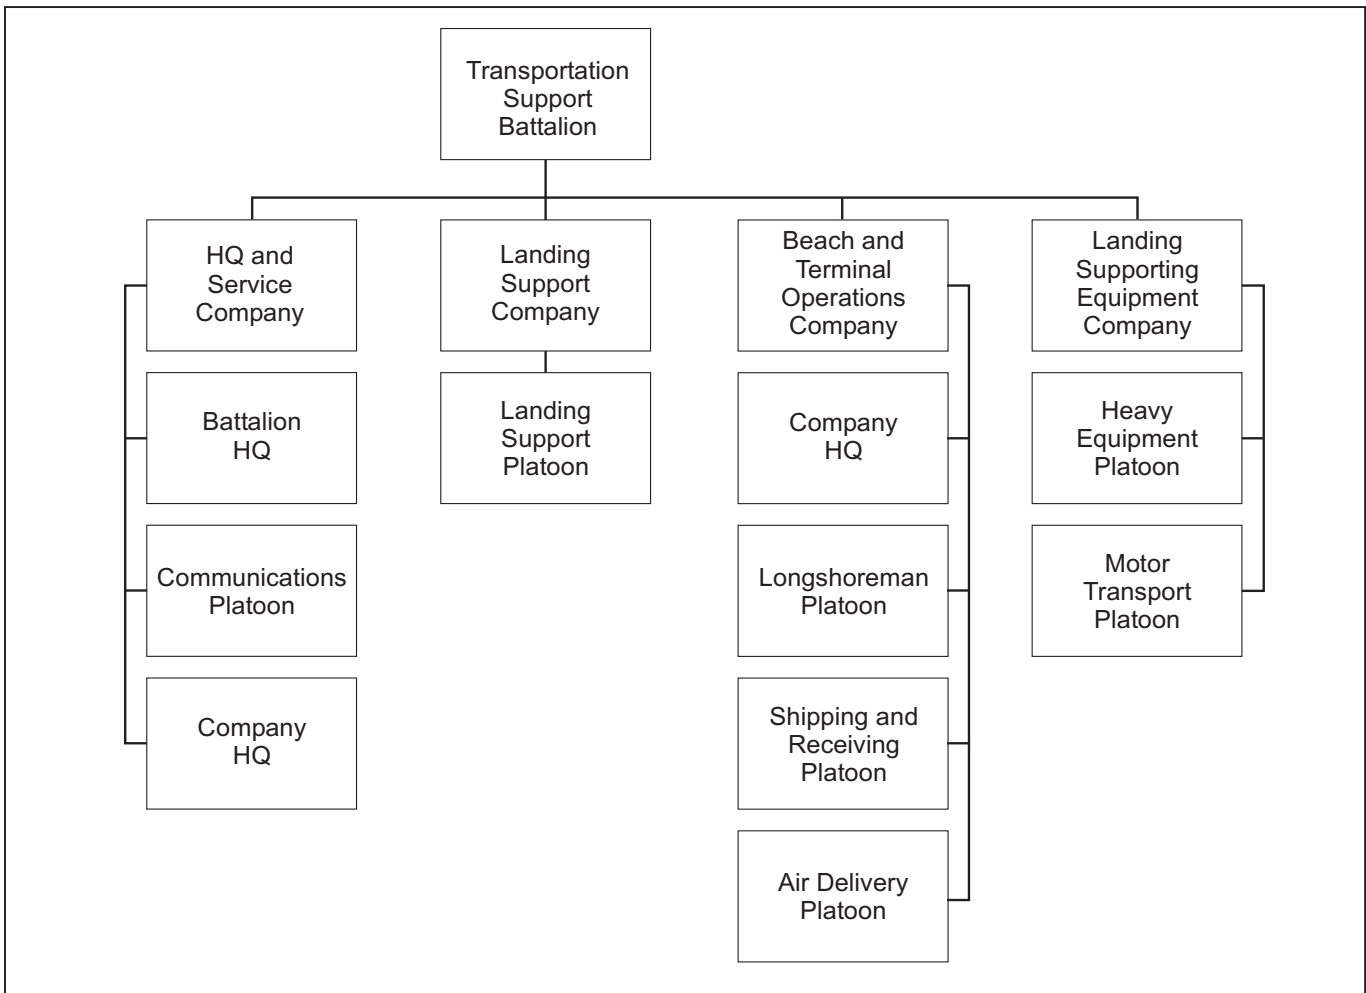 Transportation
Support
Battalion
HQ and
Service
Company
Landing
Support
Company
Beach and
Terminal
Operations
Company
Landing
Supporting
Equipment
Company
Battalion
HQ
Landing
Support
Platoon
Company
HQ
Heavy
Equipment
Platoon
Communications
Platoon
Longshoreman
Platoon
Motor
Transport
Platoon
Company
HQ
Shipping and
Receiving
Platoon
Air Delivery
Platoon